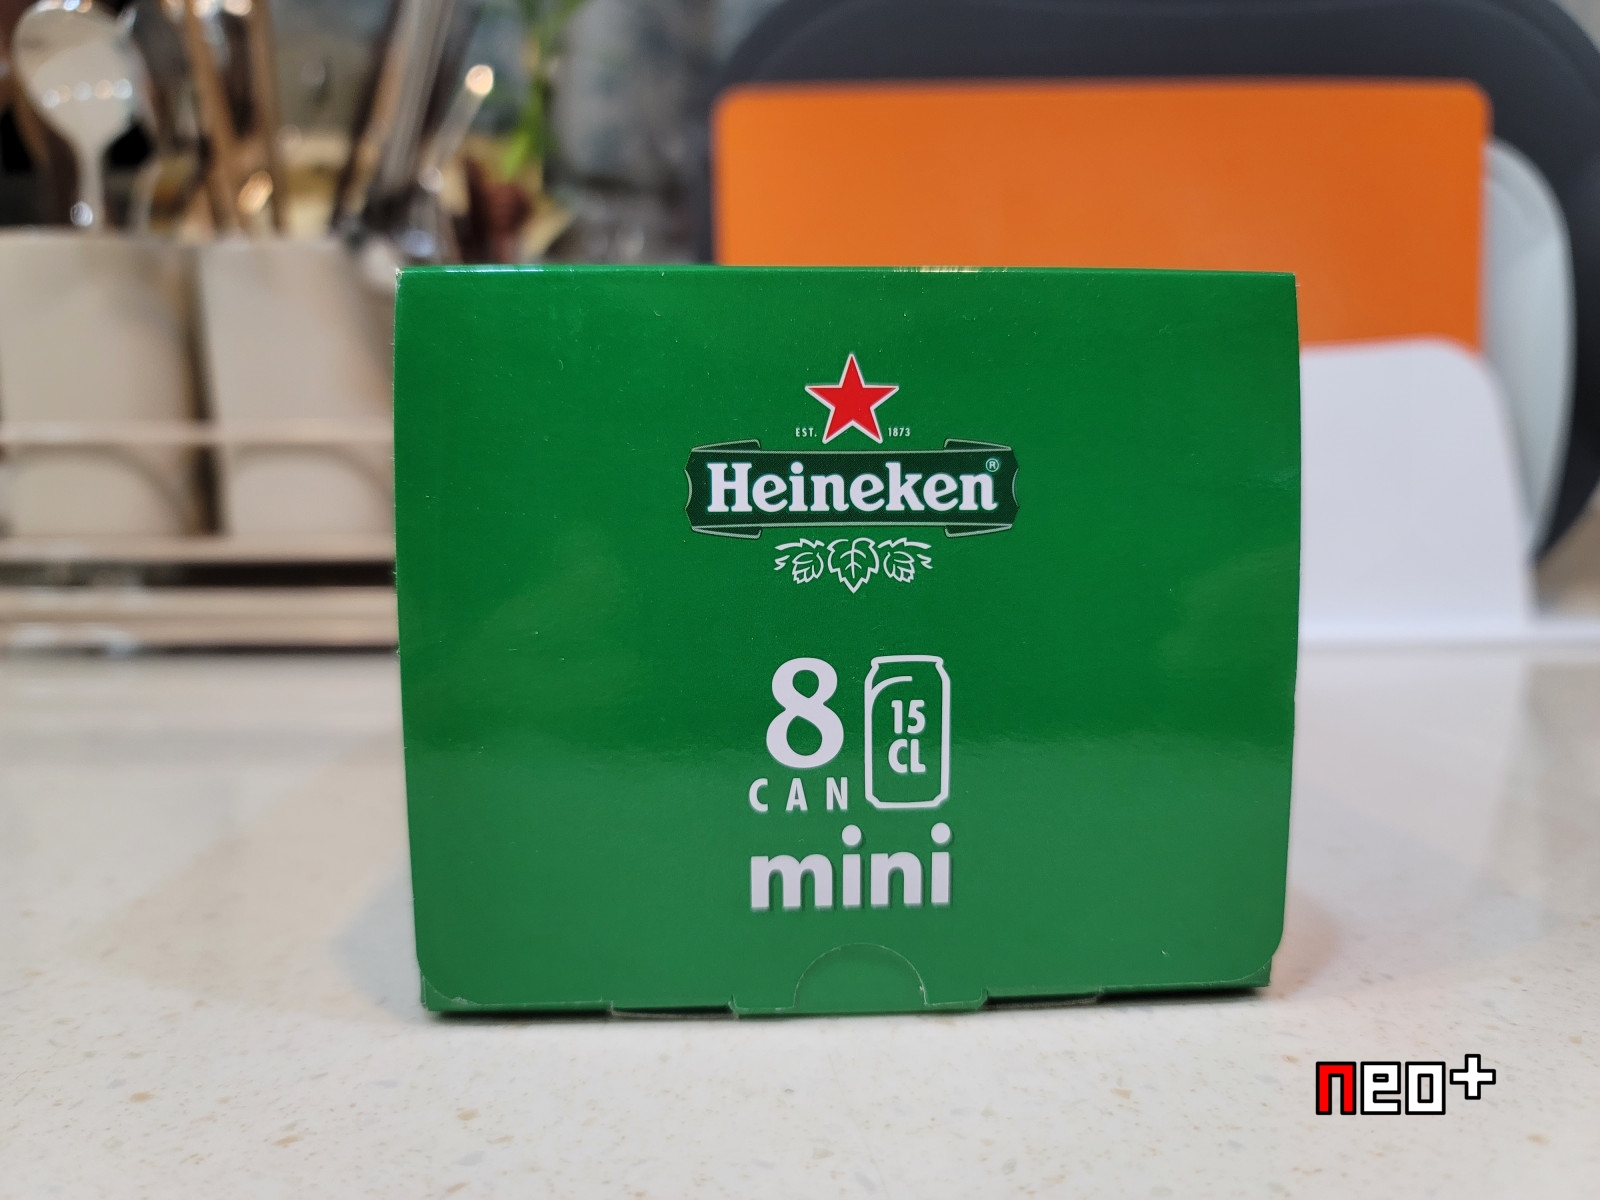 EST. 1873
Heineken®
8
15
CL
CAN
mini
neo+